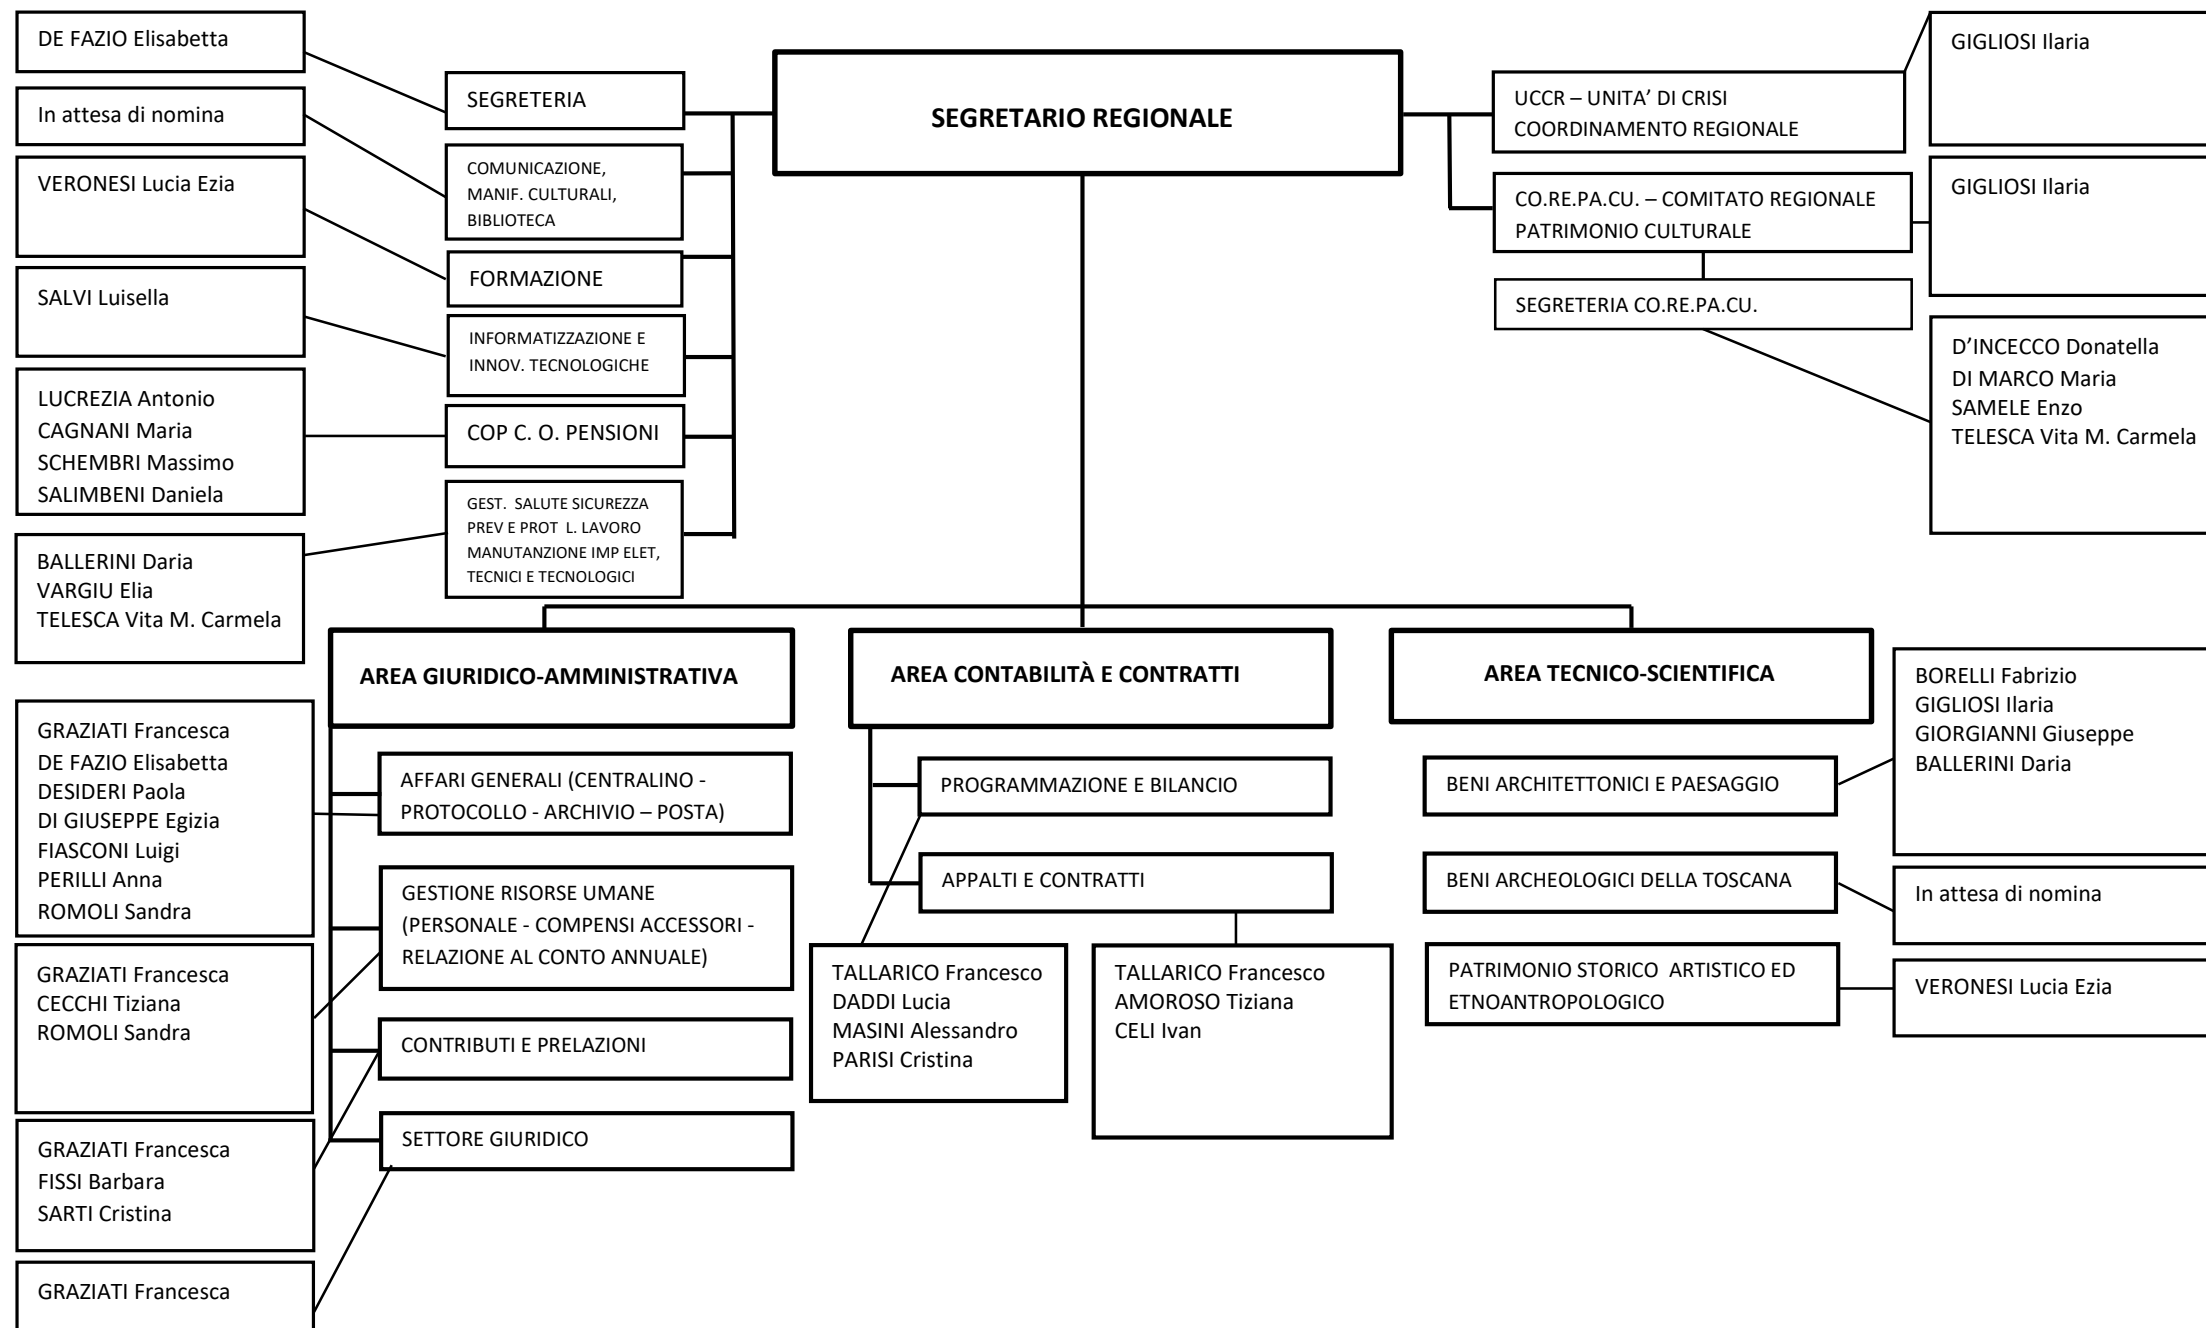 DE FAZIO Elisabetta
In attesa di nomina
VERONESI Lucia Ezia
SALVI Luisella
LUCREZIA Antonio
CAGNANI Maria
SCHEMBRI Massimo
SALIMBENI Daniela
BALLERINI Daria
VARGIU Elia
TELESCA Vita M. Carmela
SEGRETERIA
COMUNICAZIONE,
MANIF. CULTURALI,
BIBLIOTECA
FORMAZIONE
INFORMATIZZAZIONE E
INNOV. TECNOLOGICHE
COP C. O. PENSIONI
GEST.  SALUTE SICUREZZA
PREV E PROT  L. LAVORO
MANUTANZIONE IMP ELET,
TECNICI E TECNOLOGICI
SEGRETARIO REGIONALE
UCCR – UNITA’ DI CRISI
COORDINAMENTO REGIONALE
CO.RE.PA.CU. – COMITATO REGIONALE
PATRIMONIO CULTURALE
SEGRETERIA CO.RE.PA.CU.
GIGLIOSI Ilaria
GIGLIOSI Ilaria
D’INCECCO Donatella
DI MARCO Maria
SAMELE Enzo
TELESCA Vita M. Carmela
AREA GIURIDICO-AMMINISTRATIVA
AFFARI GENERALI (CENTRALINO -
PROTOCOLLO - ARCHIVIO – POSTA)
GESTIONE RISORSE UMANE
(PERSONALE - COMPENSI ACCESSORI -
RELAZIONE AL CONTO ANNUALE)
CONTRIBUTI E PRELAZIONI
SETTORE GIURIDICO
GRAZIATI Francesca
DE FAZIO Elisabetta
DESIDERI Paola
DI GIUSEPPE Egizia
FIASCONI Luigi
PERILLI Anna
ROMOLI Sandra
GRAZIATI Francesca
CECCHI Tiziana
ROMOLI Sandra
GRAZIATI Francesca
FISSI Barbara
SARTI Cristina
GRAZIATI Francesca
AREA CONTABILITÀ E CONTRATTI
PROGRAMMAZIONE E BILANCIO
APPALTI E CONTRATTI
TALLARICO Francesco
DADDI Lucia
MASINI Alessandro
PARISI Cristina
TALLARICO Francesco
AMOROSO Tiziana
CELI Ivan
AREA TECNICO-SCIENTIFICA
BENI ARCHITETTONICI E PAESAGGIO
BENI ARCHEOLOGICI DELLA TOSCANA
PATRIMONIO STORICO  ARTISTICO ED
ETNOANTROPOLOGICO
BORELLI Fabrizio
GIGLIOSI Ilaria
GIORGIANNI Giuseppe
BALLERINI Daria
In attesa di nomina
VERONESI Lucia Ezia